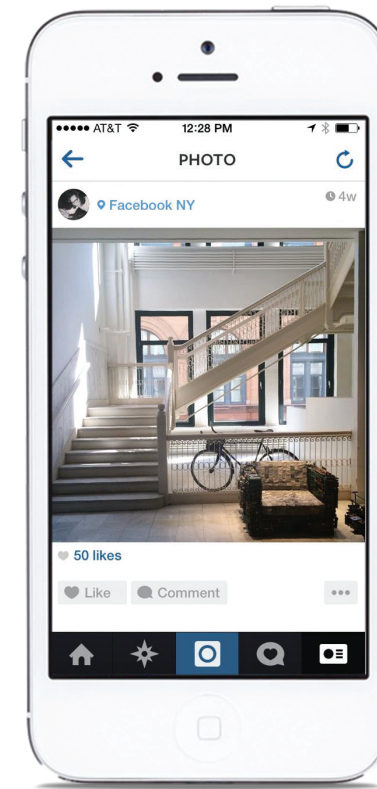 AT&T 12:28 PM
PHOTO
Facebook NY 4w
50 likes
Like Comment